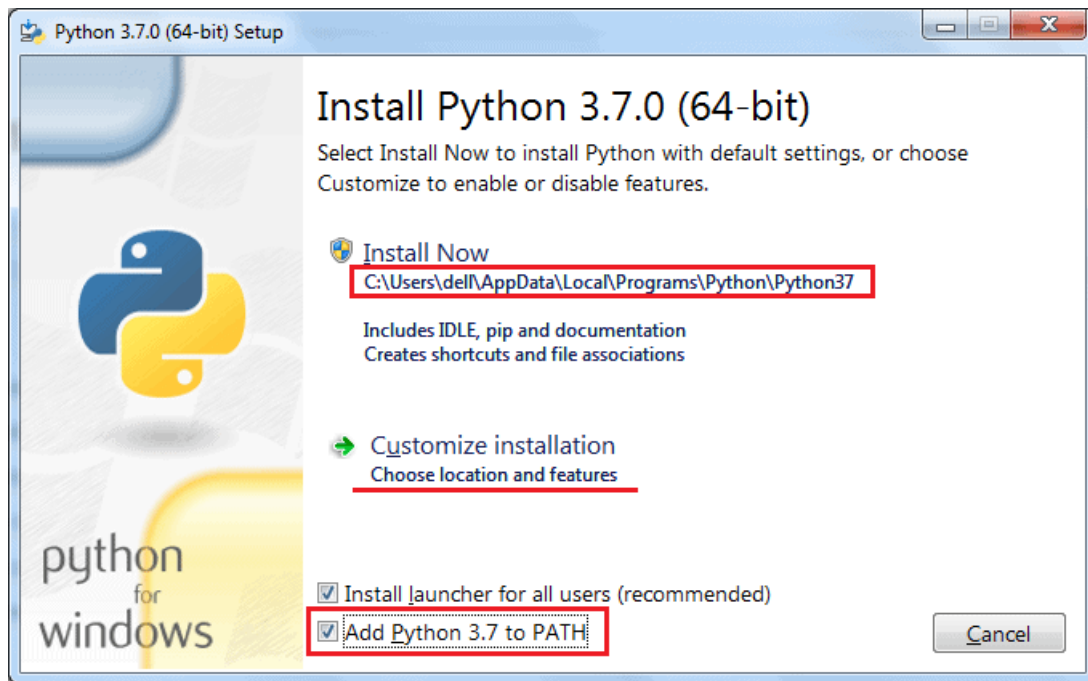 Python 3.7.0 (64-bit) Setup
Install Python 3.7.0 (64-bit)
Select Install Now to install Python with default settings, or choose
Customize to enable or disable features.
Install Now
C:\Users\dell\AppData\Local\Programs\Python\Python37
Includes IDLE, pip and documentation
Creates shortcuts and file associations
Customize installation
Choose location and features
python
for
windows
Install launcher for all users (recommended)
Add Python 3.7 to PATH
Cancel